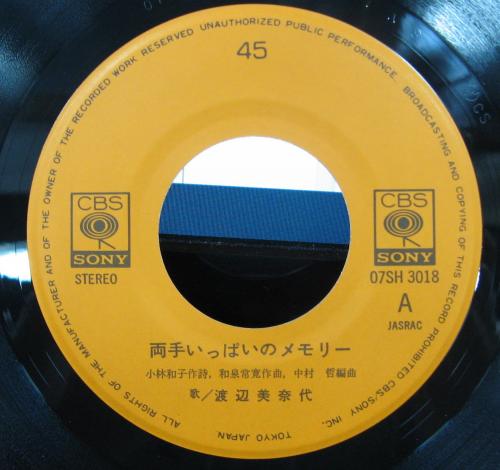 ALL RIGHTS OF THE MANUFACTURER AND OF THE OWNER OF THE RECORDED WORK RESERVED UNAUTHORIZED PUBLIC PERFORMANCE. BROADCASTING AND COPYING OF THIS RECORD PROHIBITED CBS/SONY INC.
TOKYO JAPAN
45
CBS
SONY
STEREO
CBS
SONY
07SH 3018
A
JASRAC
両手いっぱいのメモリー
小林和子作詩, 和泉常寛作曲, 中村 哲編曲
歌/渡辺美奈代